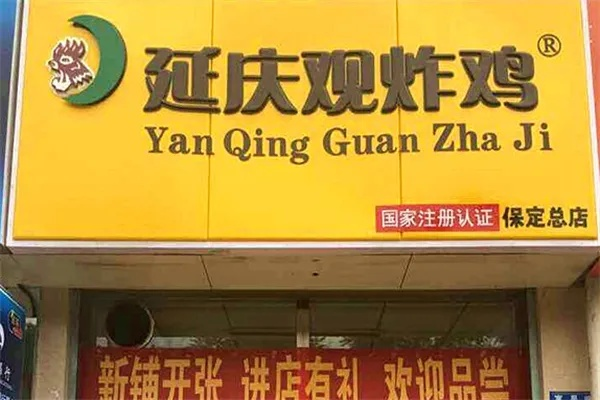 延庆观炸鸡®
Yan Qing Guan Zha Ji
国家注册认证 保定总店
新铺开张 进店有礼 欢迎品尝